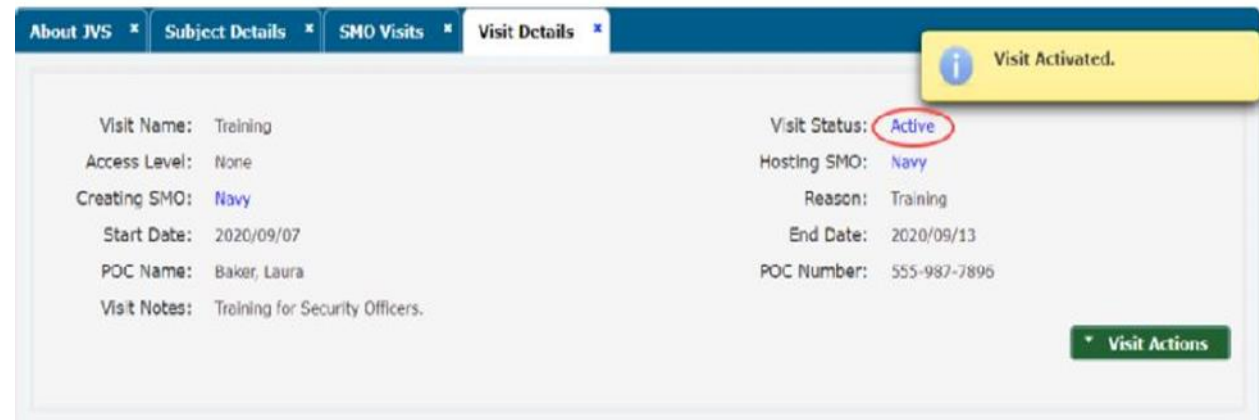 About JVS x Subject Details x SMO Visits x Visit Details x
Visit Activated.
Visit Name: Training
Visit Status: Active
Access Level: None
Hosting SMO: Navy
Creating SMO: Navy
Reason: Training
Start Date: 2020/09/07
End Date: 2020/09/13
POC Name: Baker, Laura
POC Number: 555-987-7896
Visit Notes: Training for Security Officers.
Visit Actions